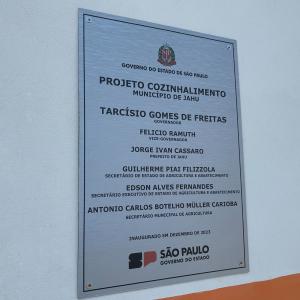 GOVERNO DO ESTADO DE SÃO PAULO
PROJETO COZINHALIMENTO
MUNICÍPIO DE JAHU
TARCÍSIO GOMES DE FREITAS
GOVERNADOR
FELICIO RAMUTH
VICE-GOVERNADOR
JORGE IVAN CASSARO
PREFEITO DE JAHU
GUILHERME PIAI FILIZZOLA
SECRETÁRIO DE ESTADO DE AGRICULTURA E ABASTECIMENTO
EDSON ALVES FERNANDES
SECRETÁRIO EXECUTIVO DE ESTADO DE AGRICULTURA E ABASTECIMENTO
ANTONIO CARLOS BOTELHO MÜLLER CARIOBA
SECRETÁRIO MUNICIPAL DE AGRICULTURA
INAUGURADO EM DEZEMBRO DE 2023
SP SÃO PAULO
GOVERNO DO ESTADO